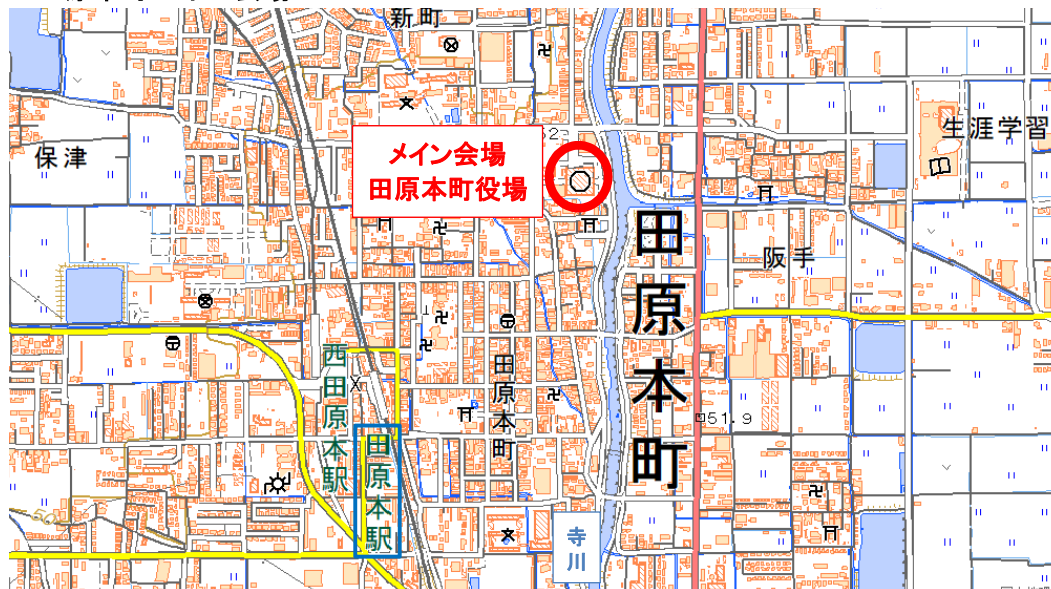 新町
生涯学習
保津
メイン会場
田原本町役場
田原本町
阪手
西田原本駅
田原本駅
田原本町
51.9
寺川